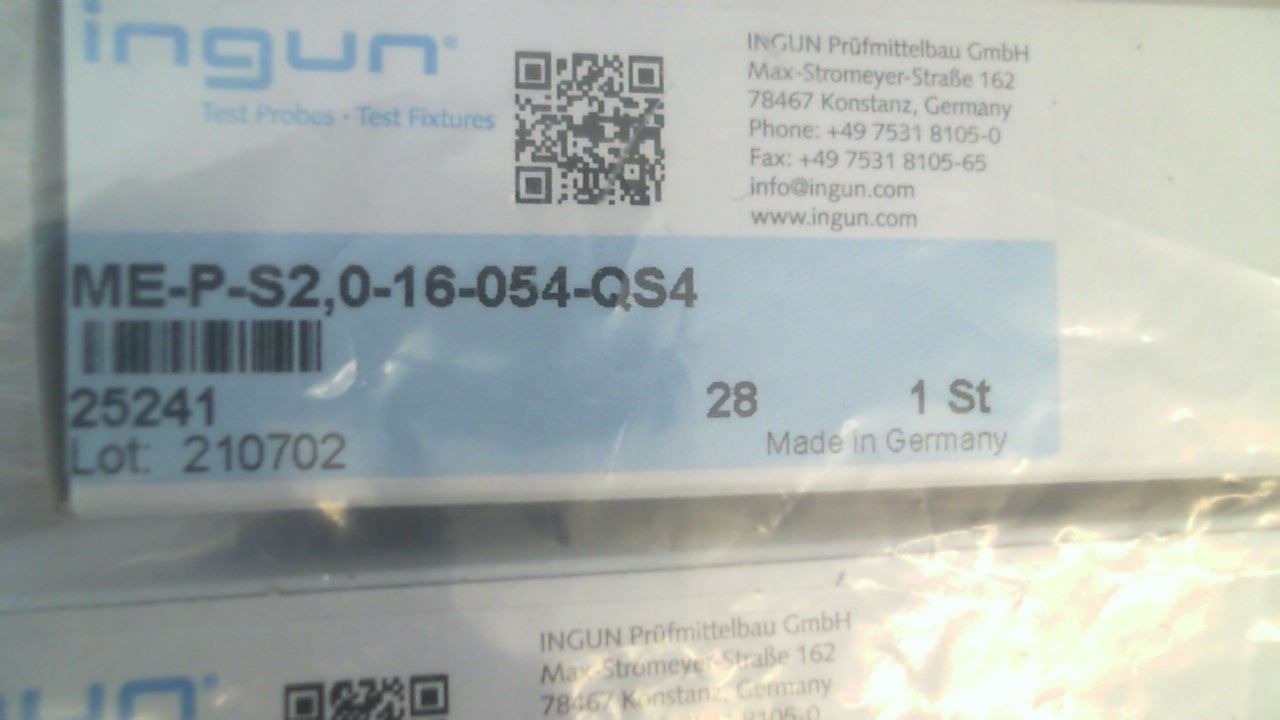 ingun
Test Probes · Test Fixtures
INGUN Prüfmittelbau GmbH
Max-Stromeyer-Straße 162
78467 Konstanz, Germany
Phone: +49 7531 8105-0
Fax: +49 7531 8105-65
info@ingun.com
www.ingun.com
ME-P-S2,0-16-054-QS4
25241
28 1 St
Lot: 210702
Made in Germany
INGUN Prüfmittelbau GmbH
Max-Stromeyer-Straße 162
78467 Konstanz, Germany